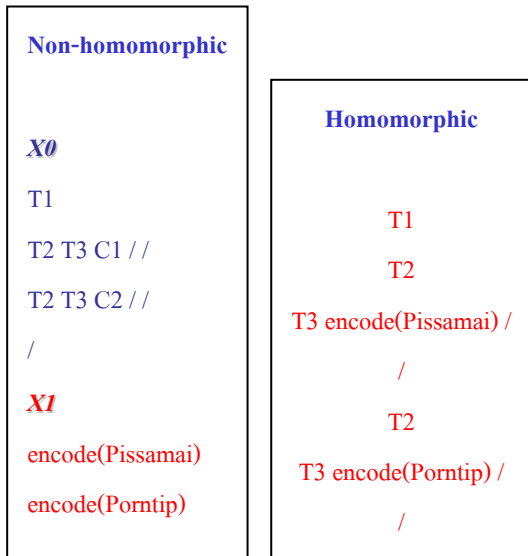 Non-homomorphic
X0
T1
T2 T3 C1 / /
T2 T3 C2 / /
/
X1
encode(Pissamai)
encode(Porntip)
Homomorphic
T1
T2
T3 encode(Pissamai) /
/
T2
T3 encode(Porntip) /
/